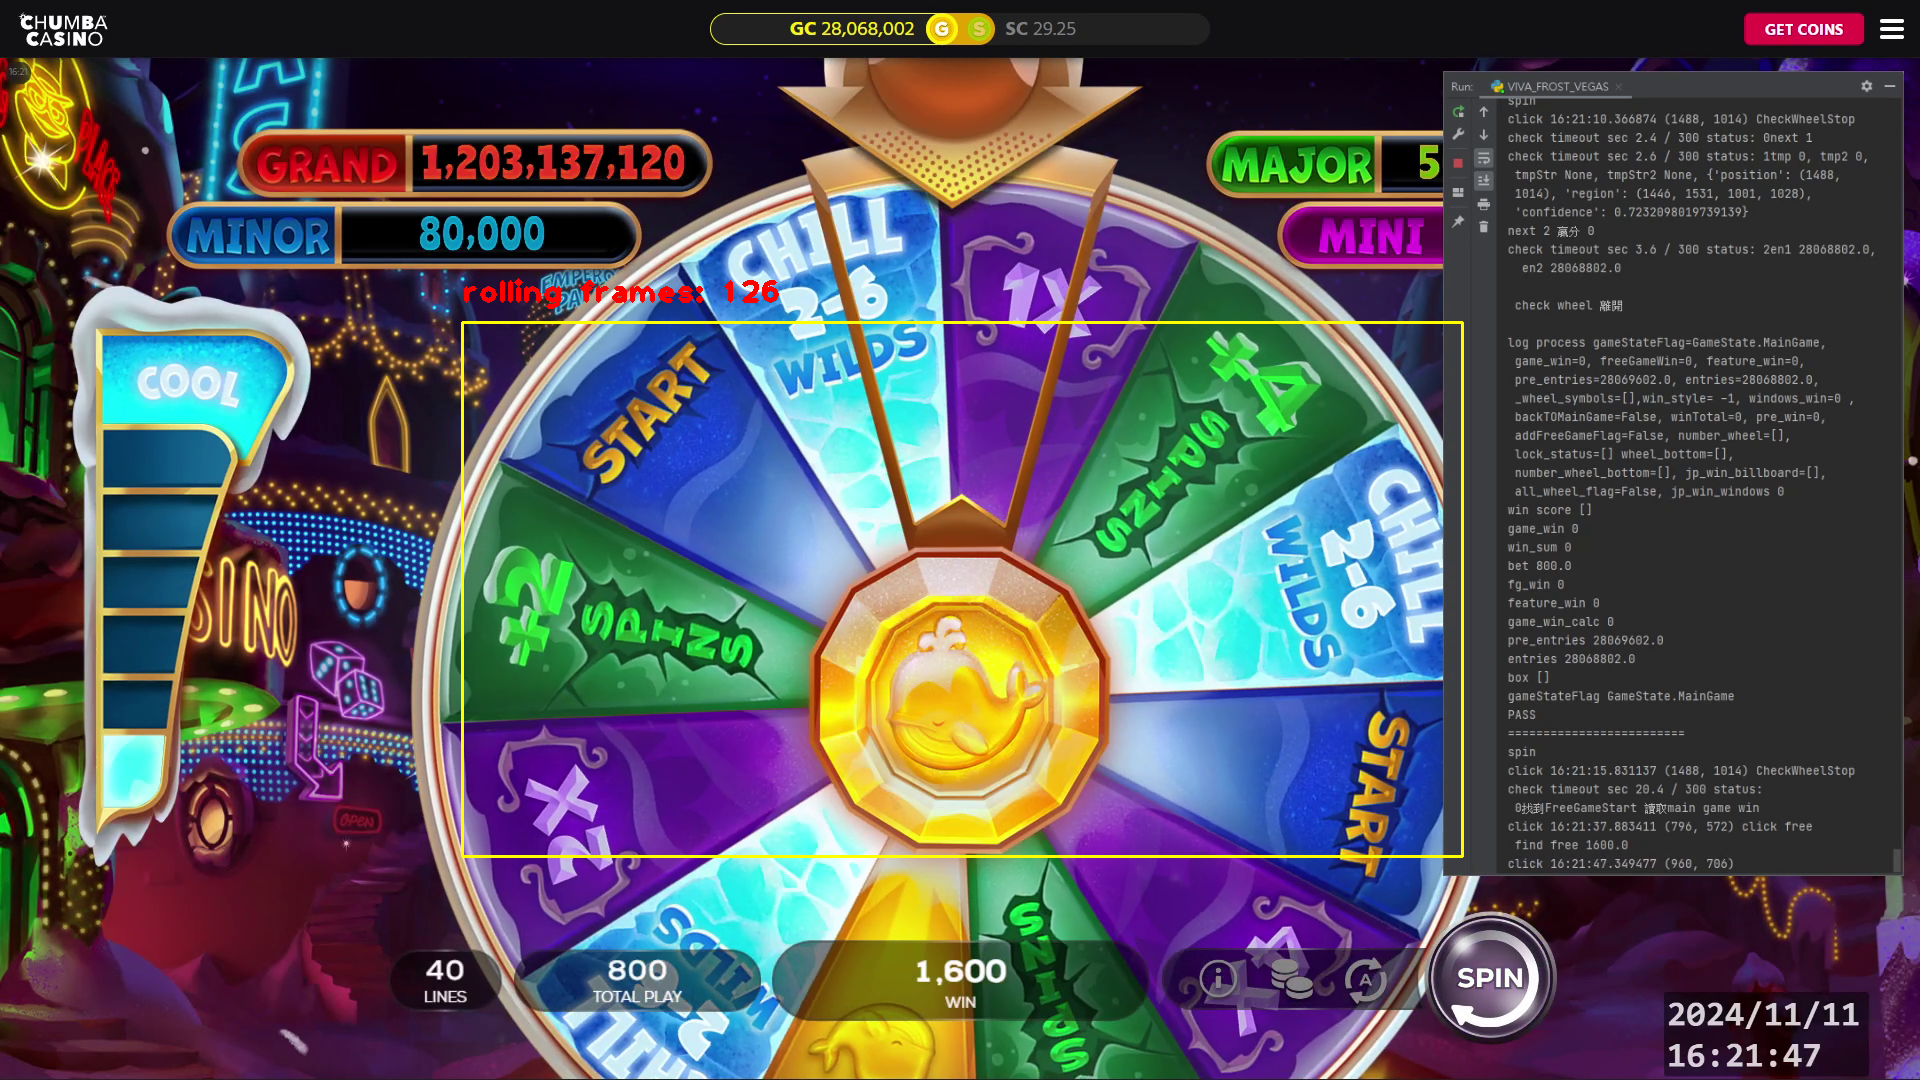 CHUMBA
CASINO
GC 28,068,002
G
S
SC 29.25
GET COINS
16:21
PLACE
GRAND 1,203,137,120
MINOR 80,000
MAJOR 5
MINI
rolling frames: 126
COOL
CHILL
2-6
WILDS
1X
+4
SPINS
START
CHILL
2-6
WILDS
+2
SPINS
START
2X
WILDS
SPINS
OPEN
40
LINES
800
TOTAL PLAY
1,600
WIN
SPIN
2024/11/11
16:21:47
Run: VIVA_FROST_VEGAS
spin
click 16:21:10.366874 (1488, 1014) CheckWheelStop
check timeout sec 2.4 / 300 status: 0next 1
check timeout sec 2.6 / 300 status: 1tmp 0, tmp2 0,
tmpStr None, tmpStr2 None, {'position': (1488,
1014), 'region': (1446, 1531, 1001, 1028),
'confidence': 0.7232098019739139}
next 2 贏分 0
check timeout sec 3.6 / 300 status: 2en1 28068802.0,
en2 28068802.0
check wheel 離開
log process gameStateFlag=GameState.MainGame,
game_win=0, freeGameWin=0, feature_win=0,
pre_entries=28069602.0, entries=28068802.0,
_wheel_symbols=[],win_style= -1, windows_win=0 ,
backTOMainGame=False, winTotal=0, pre_win=0,
addFreeGameFlag=False, number_wheel=[],
lock_status=[] wheel_bottom=[],
number_wheel_bottom=[], jp_win_billboard=[],
all_wheel_flag=False, jp_win_windows 0
win score []
game_win 0
win_sum 0
bet 800.0
fg_win 0
feature_win 0
game_win_calc 0
pre_entries 28069602.0
entries 28068802.0
box []
gameStateFlag GameState.MainGame
PASS
=========================
spin
click 16:21:15.831137 (1488, 1014) CheckWheelStop
check timeout sec 20.4 / 300 status:
0找到FreeGameStart 讀取main game win
click 16:21:37.883411 (796, 572) click free
find free 1600.0
click 16:21:47.349477 (960, 706)